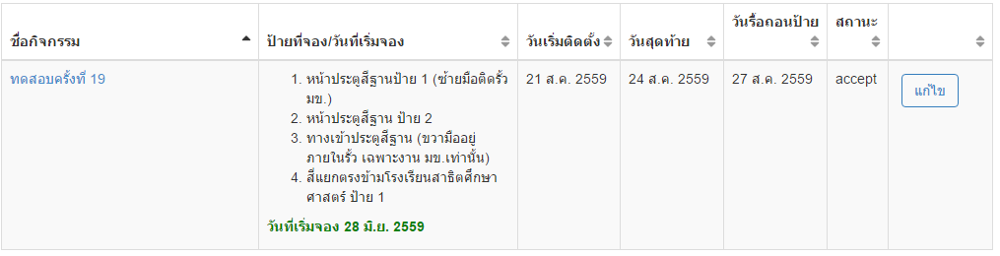 ชื่อกิจกรรม
ป้ายที่จอง/วันที่เริ่มจอง
วันเริ่มติดตั้ง
วันสุดท้าย
วันรื้อถอนป้าย
สถานะ
ทดสอบครั้งที่ 19
1. หน้าประตูสีฐานป้าย 1 (ซ้ายมือติดรั้ว
มข.)
2. หน้าประตูสีฐาน ป้าย 2
3. ทางเข้าประตูสีฐาน (ขวามืออยู่
ภายในรั้ว เฉพาะงาน มข.เท่านั้น)
4. สี่แยกตรงข้ามโรงเรียนสาธิตศึกษา
ศาสตร์ ป้าย 1
วันที่เริ่มจอง 28 มิ.ย. 2559
21 ส.ค. 2559
24 ส.ค. 2559
27 ส.ค. 2559
accept
แก้ไข